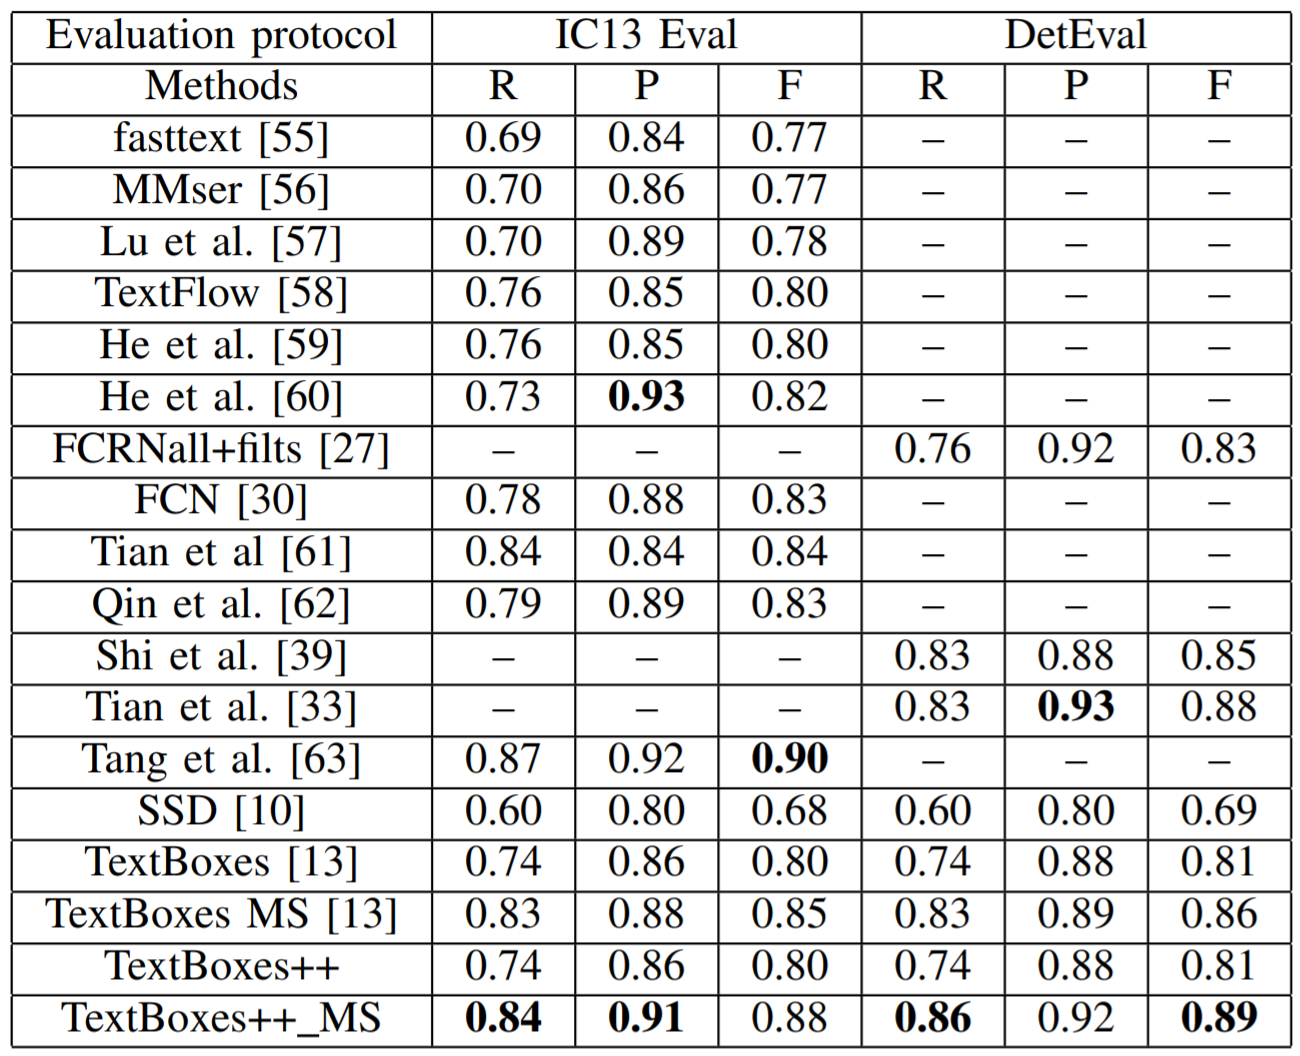 Evaluation protocol IC13 Eval DetEval
Methods R P F R P F
fasttext [55] 0.69 0.84 0.77 – – –
MMser [56] 0.70 0.86 0.77 – – –
Lu et al. [57] 0.70 0.89 0.78 – – –
TextFlow [58] 0.76 0.85 0.80 – – –
He et al. [59] 0.76 0.85 0.80 – – –
He et al. [60] 0.73 0.93 0.82 – – –
FCRNall+filts [27] – – – 0.76 0.92 0.83
FCN [30] 0.78 0.88 0.83 – – –
Tian et al [61] 0.84 0.84 0.84 – – –
Qin et al. [62] 0.79 0.89 0.83 – – –
Shi et al. [39] – – – 0.83 0.88 0.85
Tian et al. [33] – – – 0.83 0.93 0.88
Tang et al. [63] 0.87 0.92 0.90 – – –
SSD [10] 0.60 0.80 0.68 0.60 0.80 0.69
TextBoxes [13] 0.74 0.86 0.80 0.74 0.88 0.81
TextBoxes MS [13] 0.83 0.88 0.85 0.83 0.89 0.86
TextBoxes++ 0.74 0.86 0.80 0.74 0.88 0.81
TextBoxes++_MS 0.84 0.91 0.88 0.86 0.92 0.89